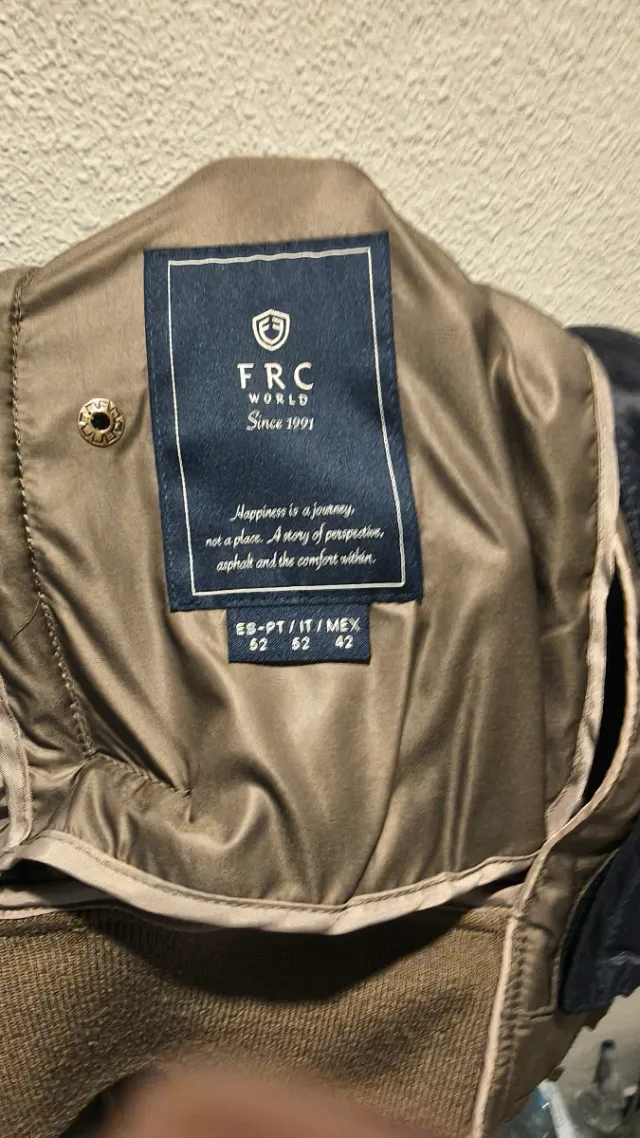 FRC
WORLD
Since 1991
Happiness is a journey,
not a place. A story of perspective,
asphalt and the comfort within.
ES-PT / IT / MEX
52 52 42